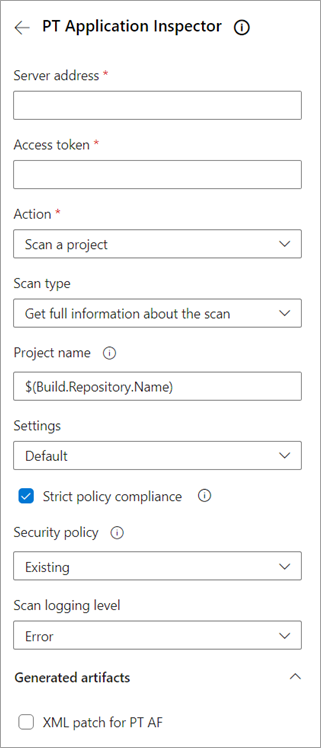 PT Application Inspector
Server address *
Access token *
Action *
Scan a project
Scan type
Get full information about the scan
Project name
$(Build.Repository.Name)
Settings
Default
Strict policy compliance
Security policy
Existing
Scan logging level
Error
Generated artifacts
XML patch for PT AF